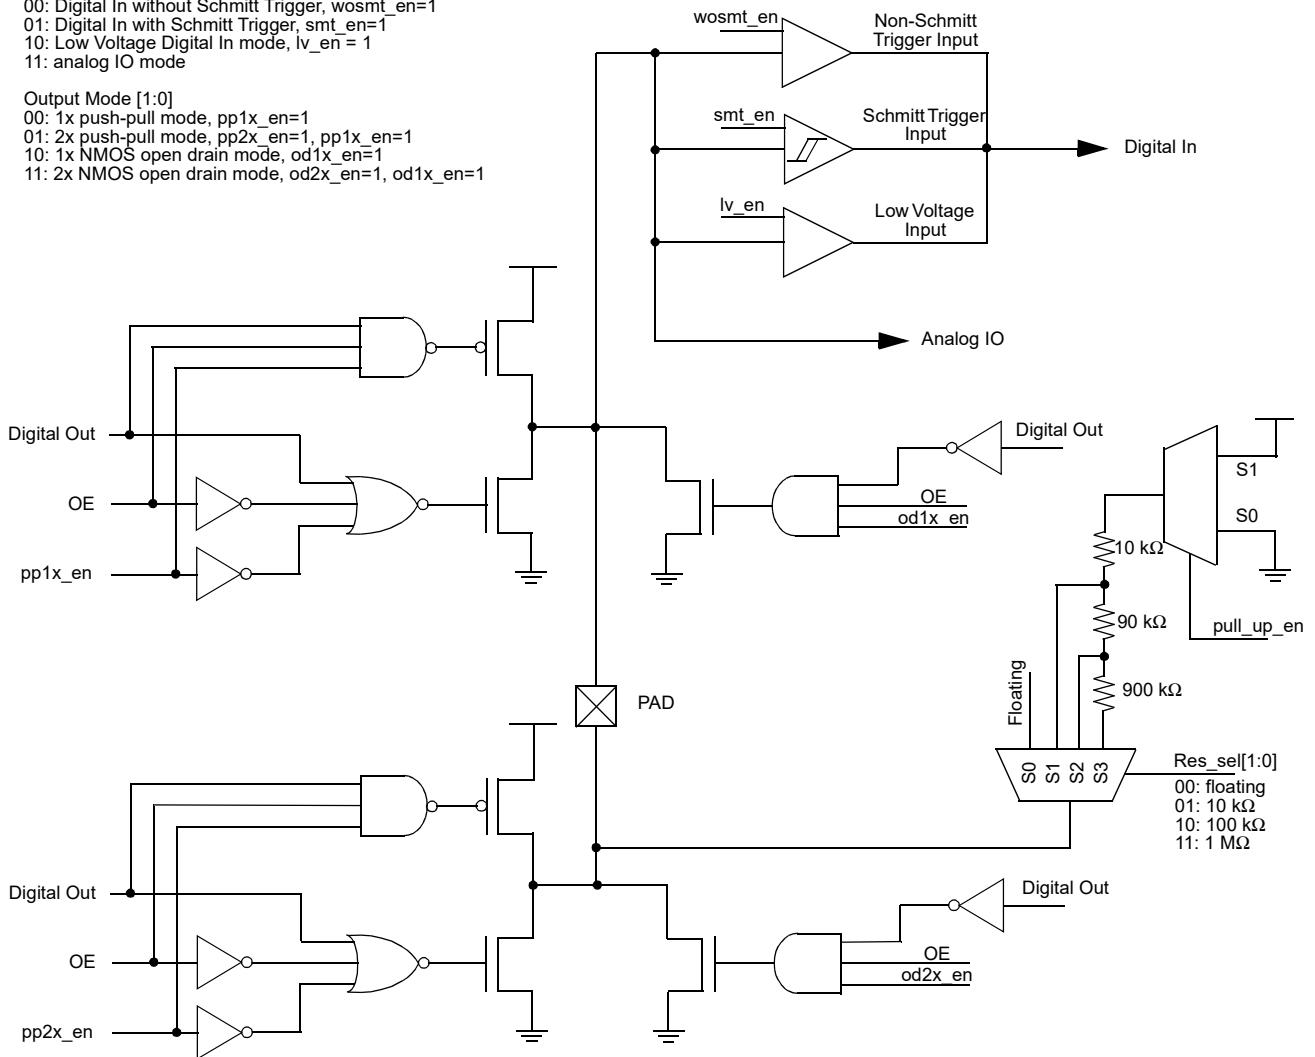 00: Digital In without Schmitt Trigger, wosmt_en=1
01: Digital In with Schmitt Trigger, smt_en=1
10: Low Voltage Digital In mode, lv_en = 1
11: analog IO mode
Output Mode [1:0]
00: 1x push-pull mode, pp1x_en=1
01: 2x push-pull mode, pp2x_en=1, pp1x_en=1
10: 1x NMOS open drain mode, od1x_en=1
11: 2x NMOS open drain mode, od2x_en=1, od1x_en=1
wosmt_en
Non-Schmitt
Trigger Input
smt_en
Schmitt Trigger
Input
Digital In
lv_en
Low Voltage
Input
Analog IO
Digital Out
OE
pp1x_en
Digital Out
OE
od1x_en
S1
S0
10 kΩ
90 kΩ
pull_up_en
900 kΩ
Floating
PAD
S0
S1
S2
S3
Res_sel[1:0]
00: floating
01: 10 kΩ
10: 100 kΩ
11: 1 MΩ
Digital Out
OE
pp2x_en
Digital Out
OE
od2x_en